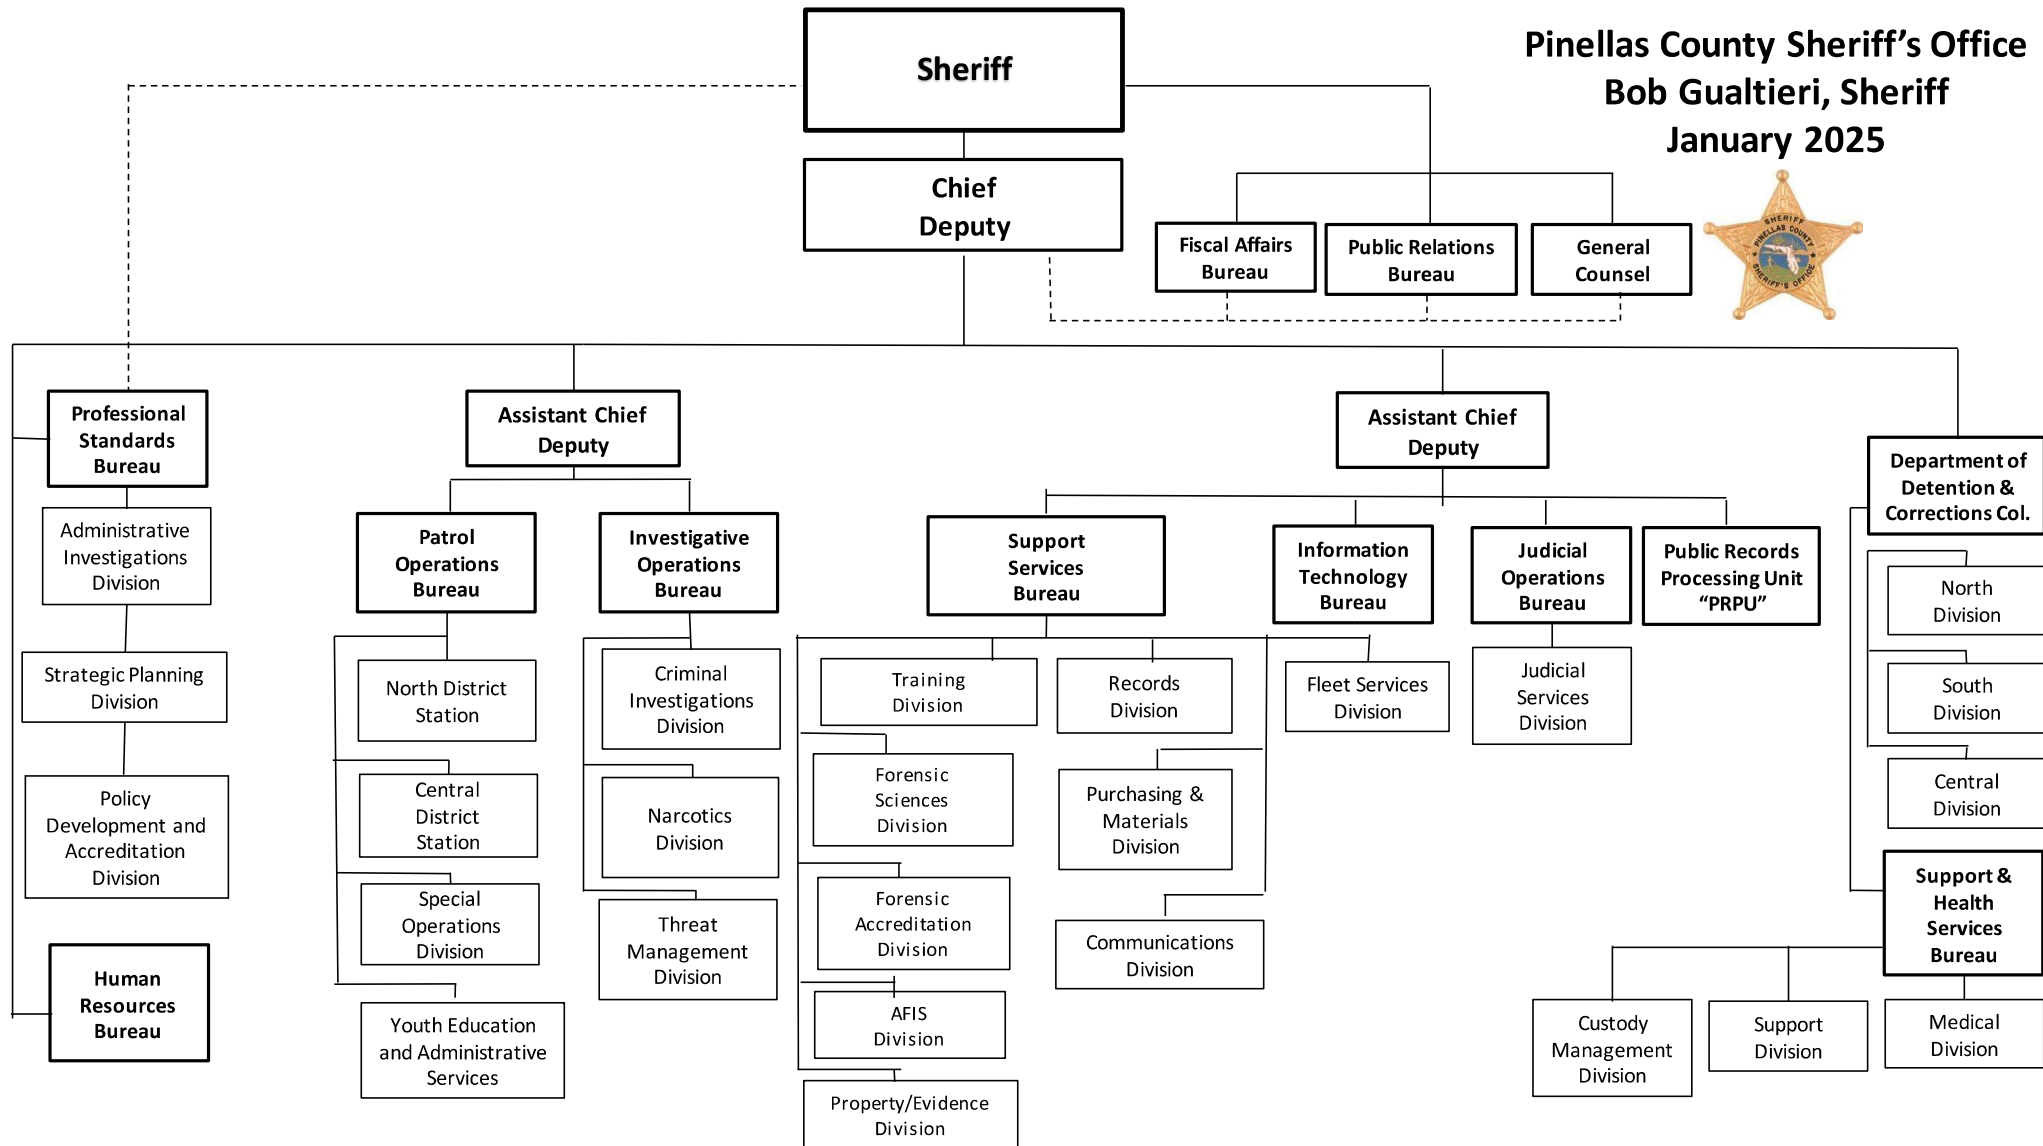 Sheriff
Pinellas County Sheriff’s Office
Bob Gualtieri, Sheriff
January 2025
SHERIFF
PINELLAS COUNTY
SHERIFF'S OFFICE
Chief
Deputy
Fiscal Affairs
Bureau
Public Relations
Bureau
General
Counsel
Professional
Standards
Bureau
Administrative
Investigations
Division
Strategic Planning
Division
Policy
Development and
Accreditation
Division
Human
Resources
Bureau
Assistant Chief
Deputy
Patrol
Operations
Bureau
North District
Station
Central
District
Station
Special
Operations
Division
Youth Education
and Administrative
Services
Investigative
Operations
Bureau
Criminal
Investigations
Division
Narcotics
Division
Threat
Management
Division
Assistant Chief
Deputy
Support
Services
Bureau
Training
Division
Forensic
Sciences
Division
Forensic
Accreditation
Division
AFIS
Division
Property/Evidence
Division
Records
Division
Purchasing &
Materials
Division
Communications
Division
Fleet Services
Division
Information
Technology
Bureau
Judicial
Operations
Bureau
Judicial
Services
Division
Public Records
Processing Unit
“PRPU”
Department of
Detention &
Corrections Col.
North
Division
South
Division
Central
Division
Support &
Health
Services
Bureau
Custody
Management
Division
Support
Division
Medical
Division